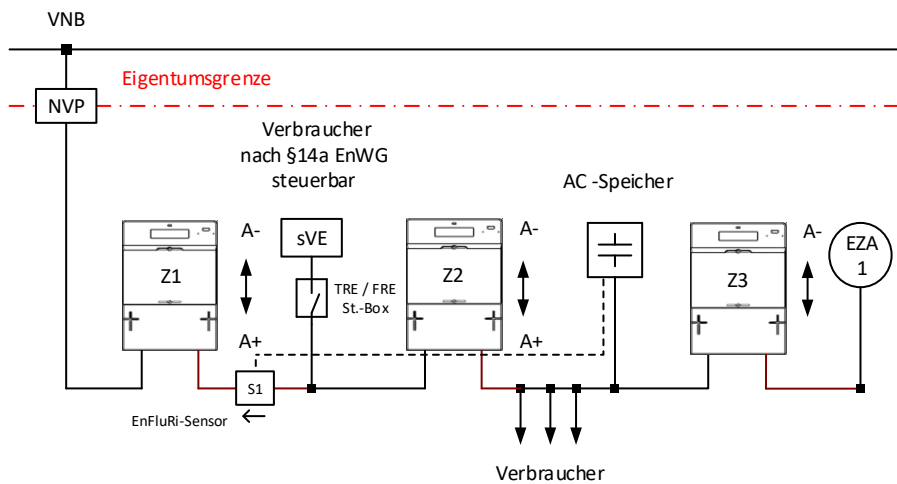 VNB
Eigentumsgrenze
NVP
Verbraucher
nach §14a EnWG
steuerbar
AC -Speicher
A-
sVE
A-
A-
EZA
1
Z1
Z2
Z3
TRE / FRE
St.-Box
A+
A+
S1
EnFluRi-Sensor
Verbraucher